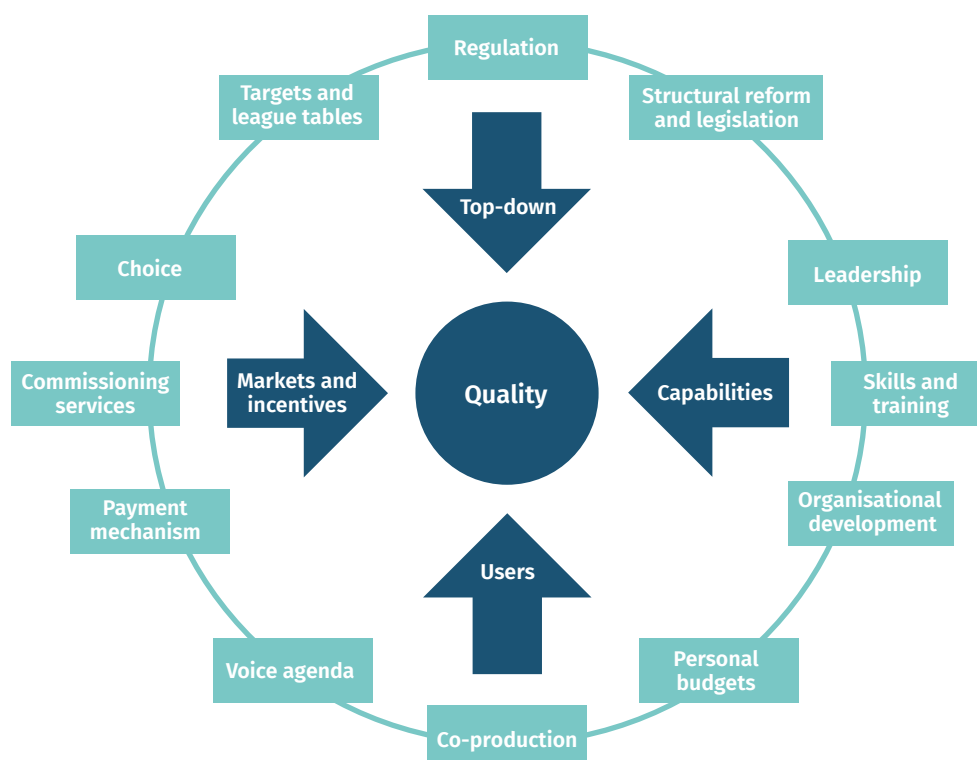 Regulation
Targets and
league tables
Structural reform
and legislation
Top-down
Choice
Leadership
Commissioning
services
Markets and
incentives
Quality
Capabilities
Skills and
training
Payment
mechanism
Organisational
development
Users
Voice agenda
Personal
budgets
Co-production